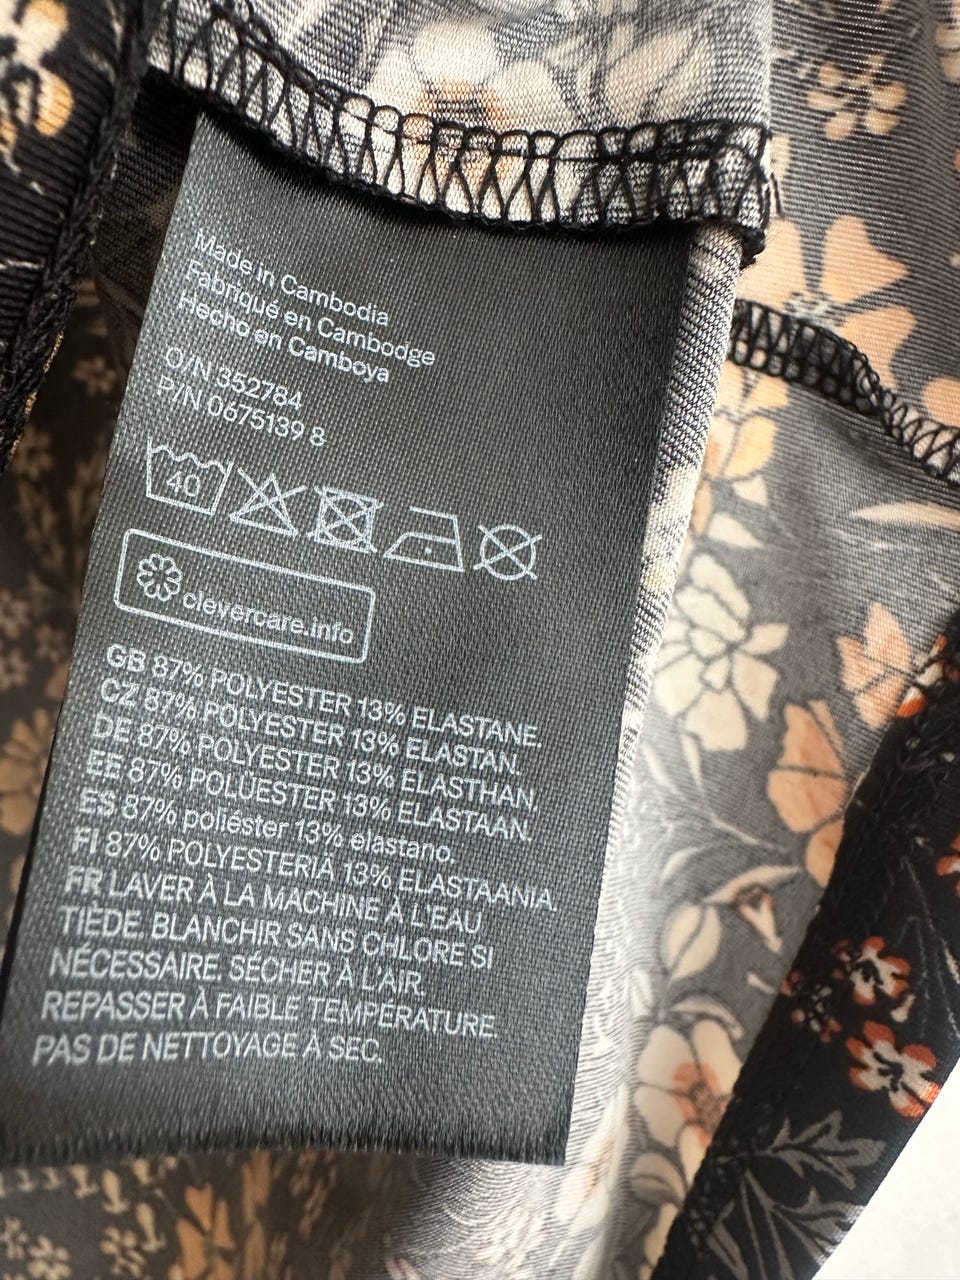 Made in Cambodia
Fabriqué en Cambodge
Hecho en Camboya
O/N 352784
P/N 0675139 8
40
clevercare.info
GB 87% POLYESTER 13% ELASTANE.
CZ 87% POLYESTER 13% ELASTAN.
DE 87% POLYESTER 13% ELASTHAN.
EE 87% POLÜESTER 13% ELASTAAN.
ES 87% poliéster 13% elastano.
FI 87% POLYESTERIÄ 13% ELASTAANIA.
FR LAVER À LA MACHINE À L'EAU
TIÈDE. BLANCHIR SANS CHLORE SI
NÉCESSAIRE. SÉCHER À L'AIR.
REPASSER À FAIBLE TEMPÉRATURE.
PAS DE NETTOYAGE À SEC.